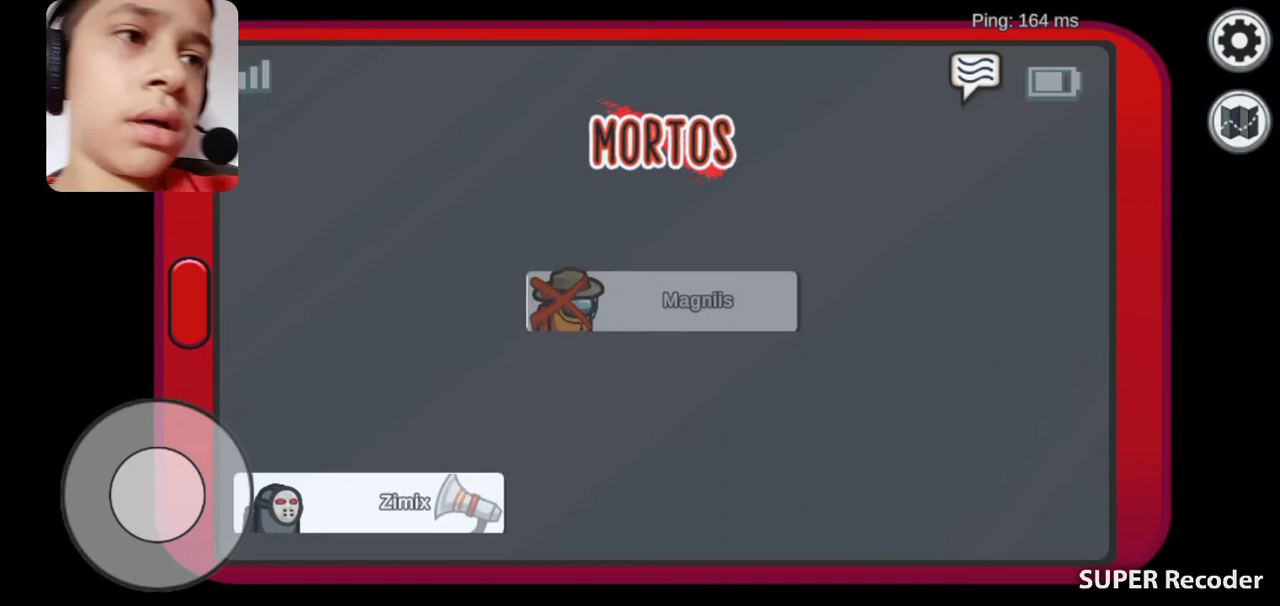 Ping: 164 ms
MORTOS
Magniis
Zimix
SUPER Recoder